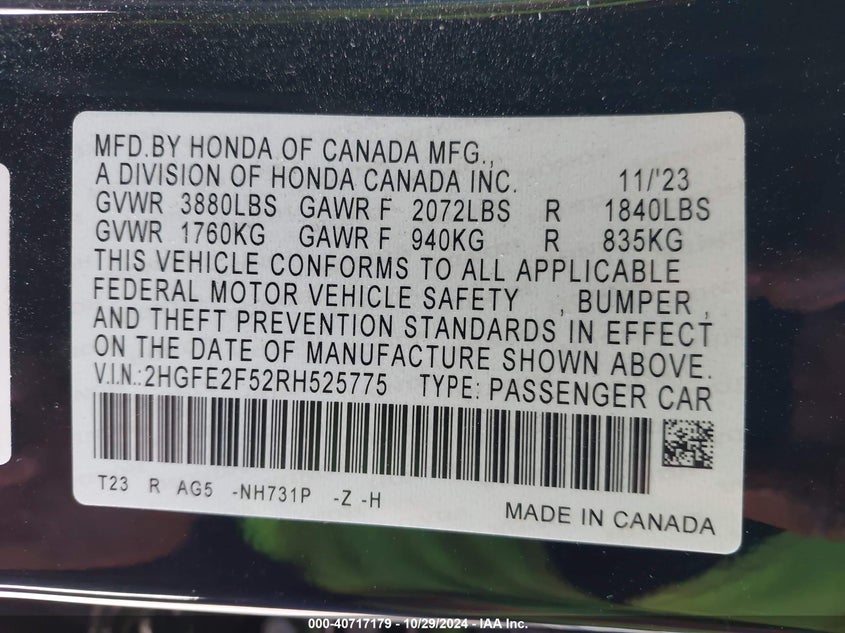 MFD.BY HONDA OF CANADA MFG.,
A DIVISION OF HONDA CANADA INC. 11/'23
GVWR 3880LBS GAWR F 2072LBS R 1840LBS
GVWR 1760KG GAWR F 940KG R 835KG
THIS VEHICLE CONFORMS TO ALL APPLICABLE
FEDERAL MOTOR VEHICLE SAFETY , BUMPER ,
AND THEFT PREVENTION STANDARDS IN EFFECT
ON THE DATE OF MANUFACTURE SHOWN ABOVE.
V.I.N.:2HGFE2F52RH525775 TYPE: PASSENGER CAR
T23 R AG5 -NH731P -Z -H
MADE IN CANADA
000-40717179 - 10/29/2024 - IAA Inc.